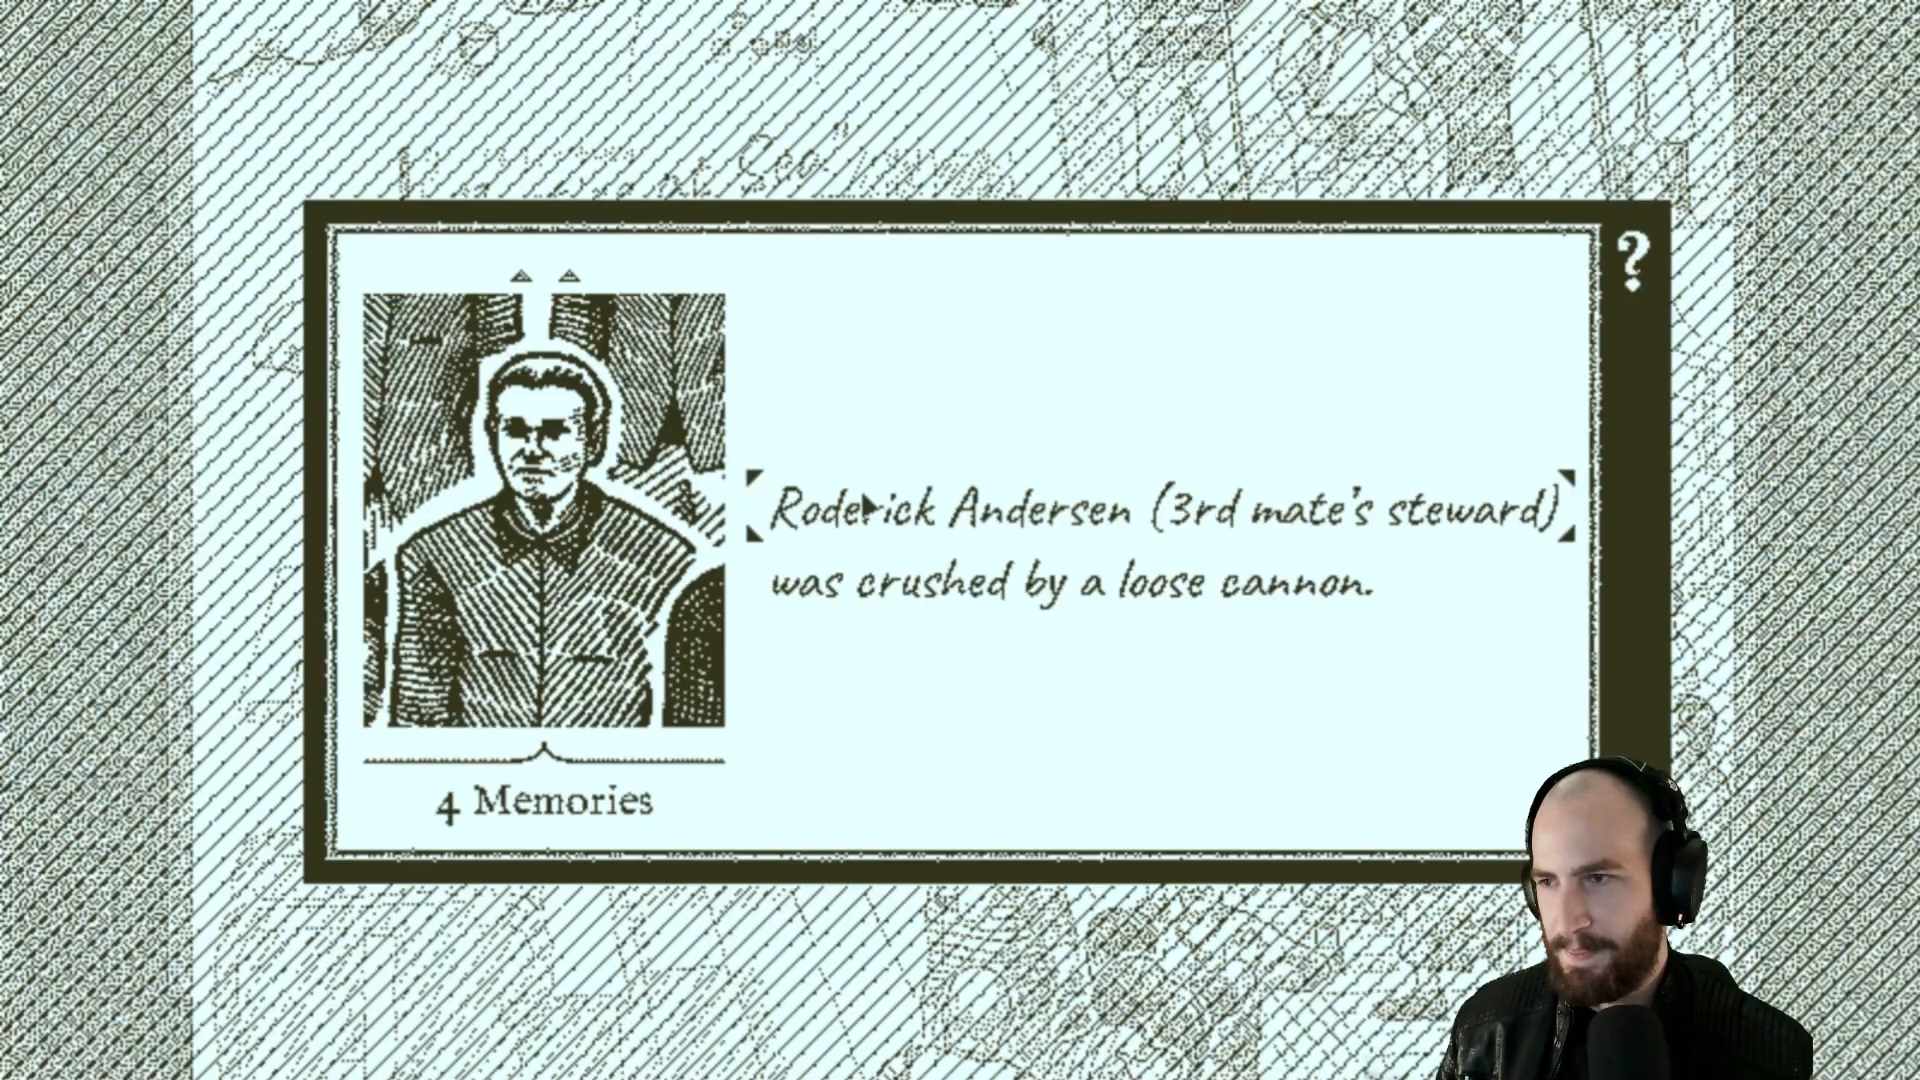 ?
Roderick Andersen (3rd mate's steward)
was crushed by a loose cannon.
4 Memories